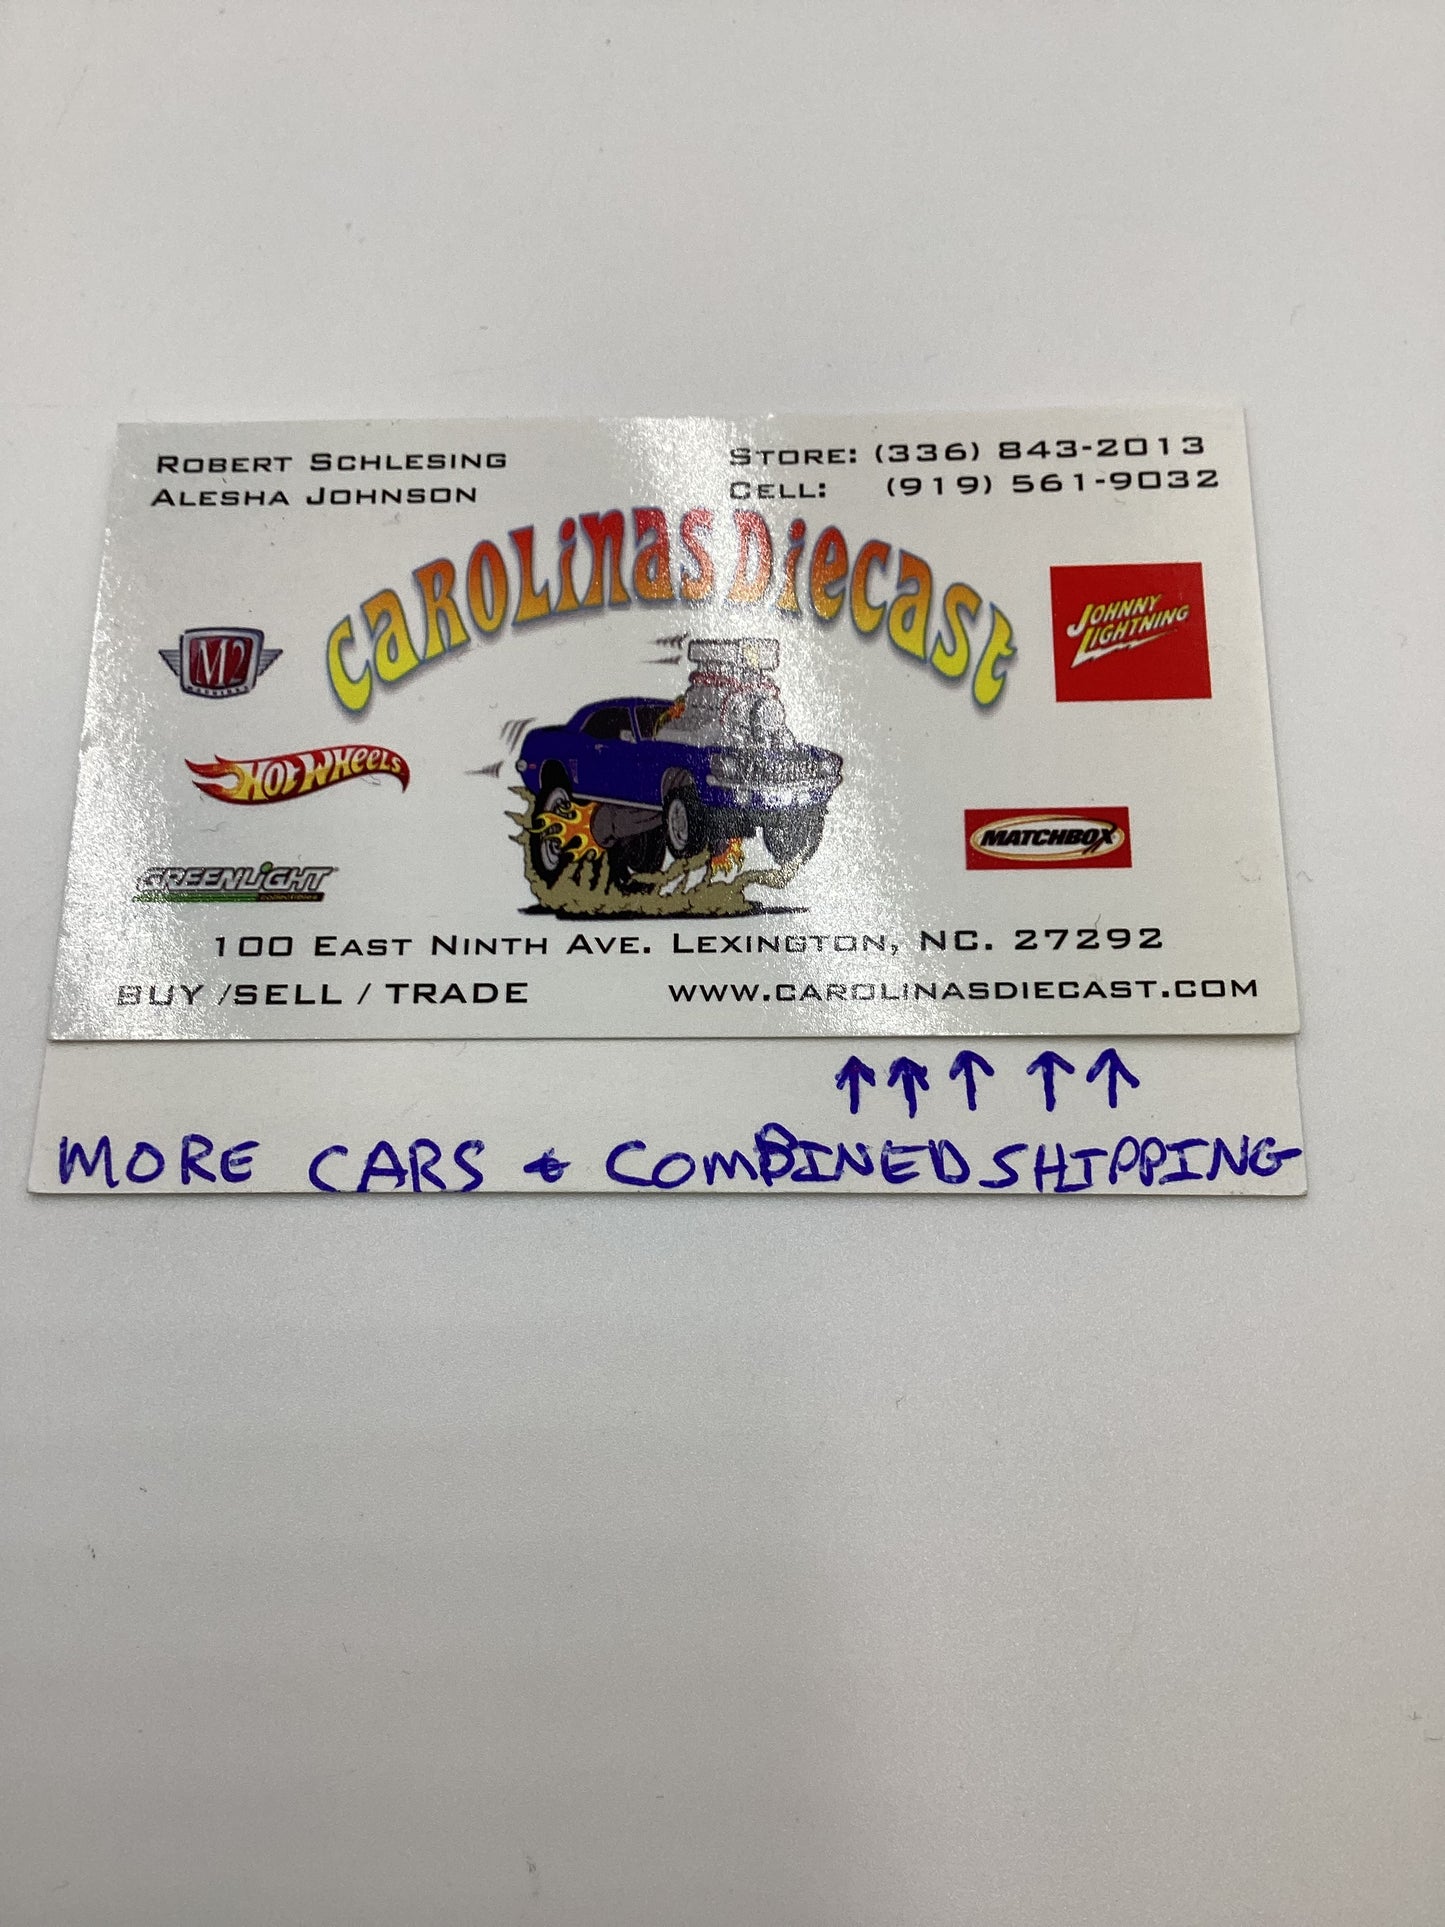 ROBERT SCHLESING
ALESHA JOHNSON
STORE: (336) 843-2013
CELL: (919) 561-9032
CAROLINAS DIECAST
M2
MACHINES
JOHNNY
LIGHTNING
HOT WHEELS
MATCHBOX
GREENLIGHT
COLLECTIBLES
100 EAST NINTH AVE. LEXINGTON, NC. 27292
BUY /SELL / TRADE
WWW.CAROLINASDIECAST.COM
↑ ↑ ↑ ↑ ↑
MORE CARS & COMBINED SHIPPING